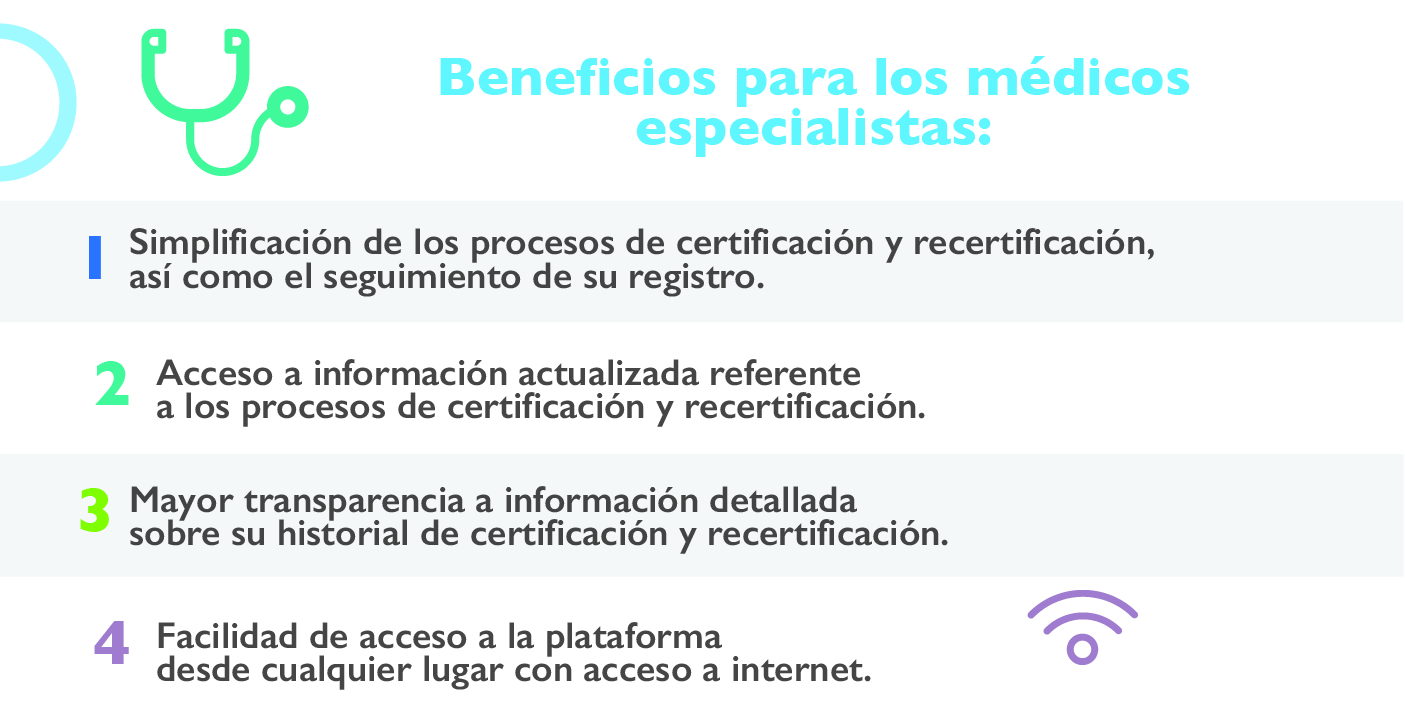 Beneficios para los médicos
especialistas:
1 Simplificación de los procesos de certificación y recertificación,
así como el seguimiento de su registro.
2 Acceso a información actualizada referente
a los procesos de certificación y recertificación.
3 Mayor transparencia a información detallada
sobre su historial de certificación y recertificación.
4 Facilidad de acceso a la plataforma
desde cualquier lugar con acceso a internet.